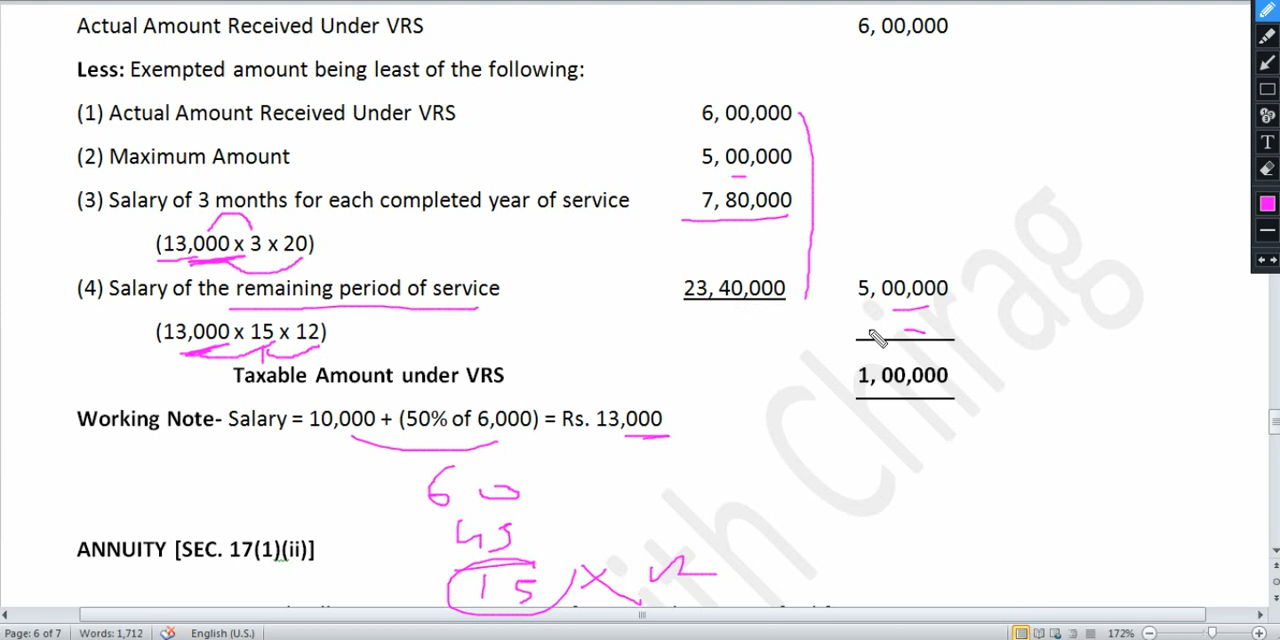 Actual Amount Received Under VRS 6, 00,000
Less: Exempted amount being least of the following:
(1) Actual Amount Received Under VRS 6, 00,000
(2) Maximum Amount 5, 00,000
(3) Salary of 3 months for each completed year of service 7, 80,000
(13,000 x 3 x 20)
(4) Salary of the remaining period of service 23, 40,000 5, 00,000
(13,000 x 15 x 12)
Taxable Amount under VRS 1, 00,000
Working Note- Salary = 10,000 + (50% of 6,000) = Rs. 13,000
60
45
15 X 12
ANNUITY [SEC. 17(1)(ii)]
ith Chirag
Page: 6 of 7 Words: 1,712 English (U.S.) 172%